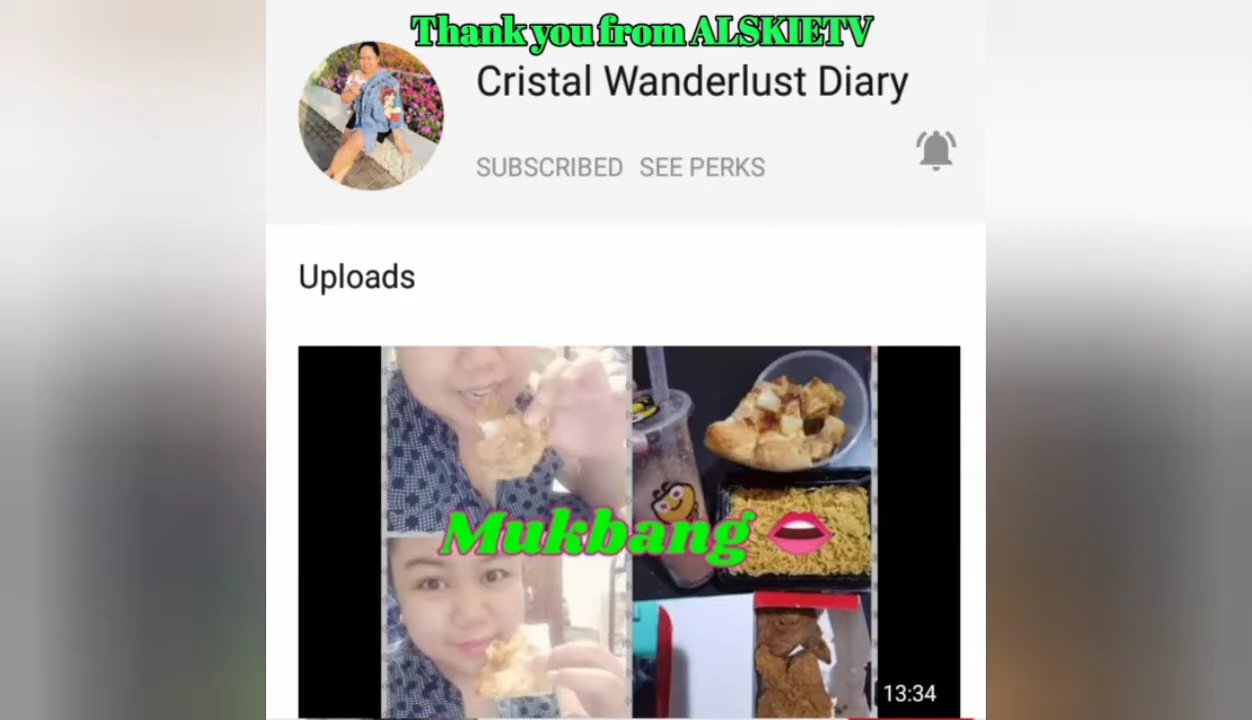 Thank you from ALSKIETV
Cristal Wanderlust Diary
SUBSCRIBED SEE PERKS
Uploads
Mukbang
13:34